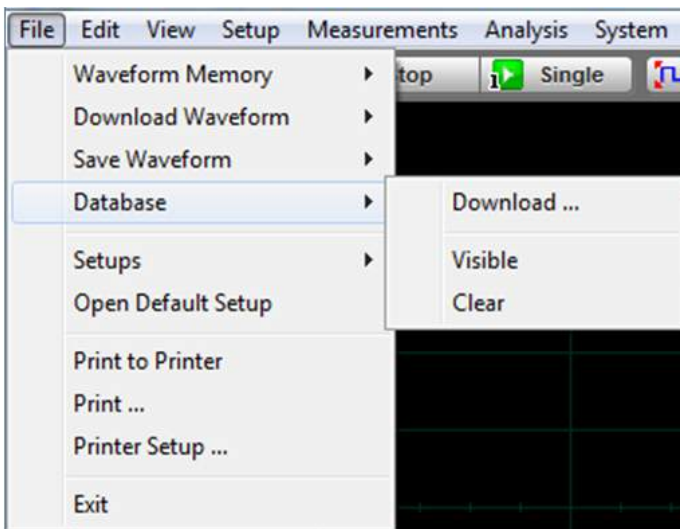 File Edit View Setup Measurements Analysis System
Waveform Memory
top Single
Download Waveform
Save Waveform
Database
Download ...
Setups
Visible
Open Default Setup
Clear
Print to Printer
Print ...
Printer Setup ...
Exit